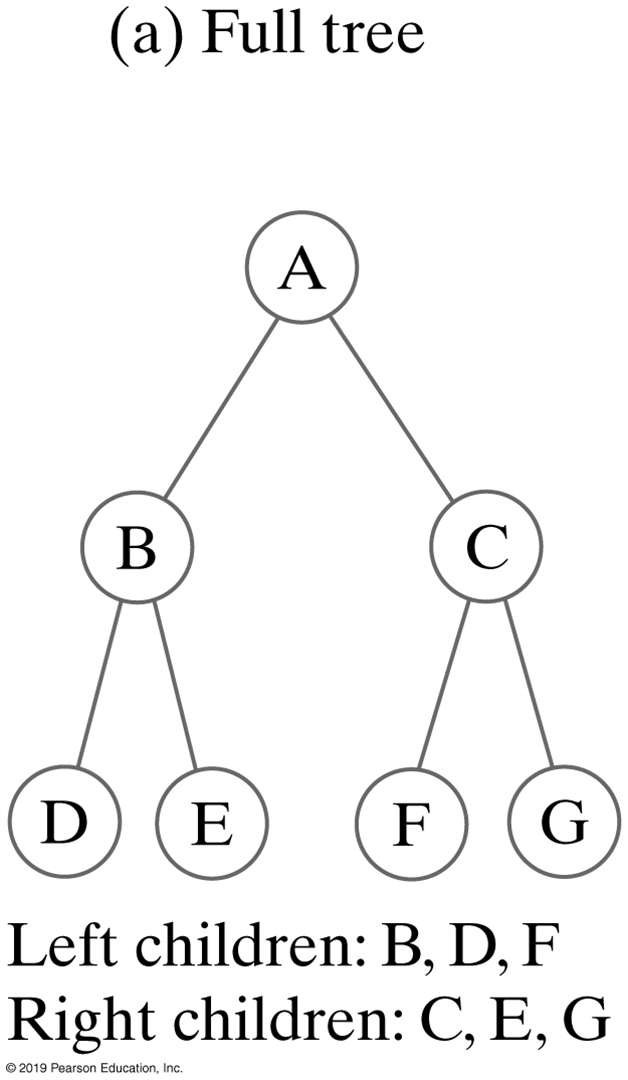 (a) Full tree
A
B
C
D
E
F
G
Left children: B, D, F
Right children: C, E, G
© 2019 Pearson Education, Inc.